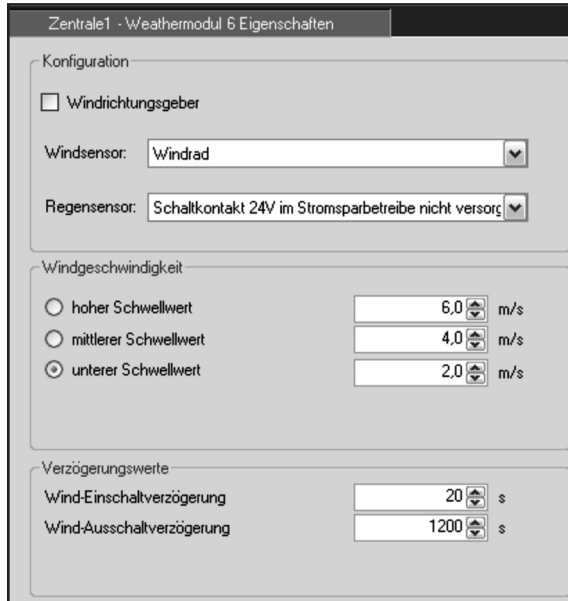 Zentrale1 - Weathermodul 6 Eigenschaften
Konfiguration
Windrichtungsgeber
Windsensor: Windrad
Regensensor: Schaltkontakt 24V im Stromsparbetreibe nicht versorg
Windgeschwindigkeit
hoher Schwellwert 6,0 m/s
mittlerer Schwellwert 4,0 m/s
unterer Schwellwert 2,0 m/s
Verzögerungswerte
Wind-Einschaltverzögerung 20 s
Wind-Ausschaltverzögerung 1200 s